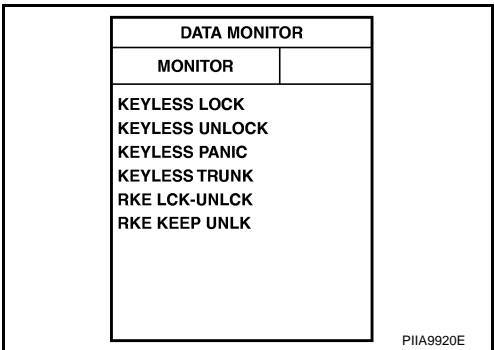 DATA MONITOR
MONITOR
KEYLESS LOCK
KEYLESS UNLOCK
KEYLESS PANIC
KEYLESS TRUNK
RKE LCK-UNLCK
RKE KEEP UNLK
PIIA9920E